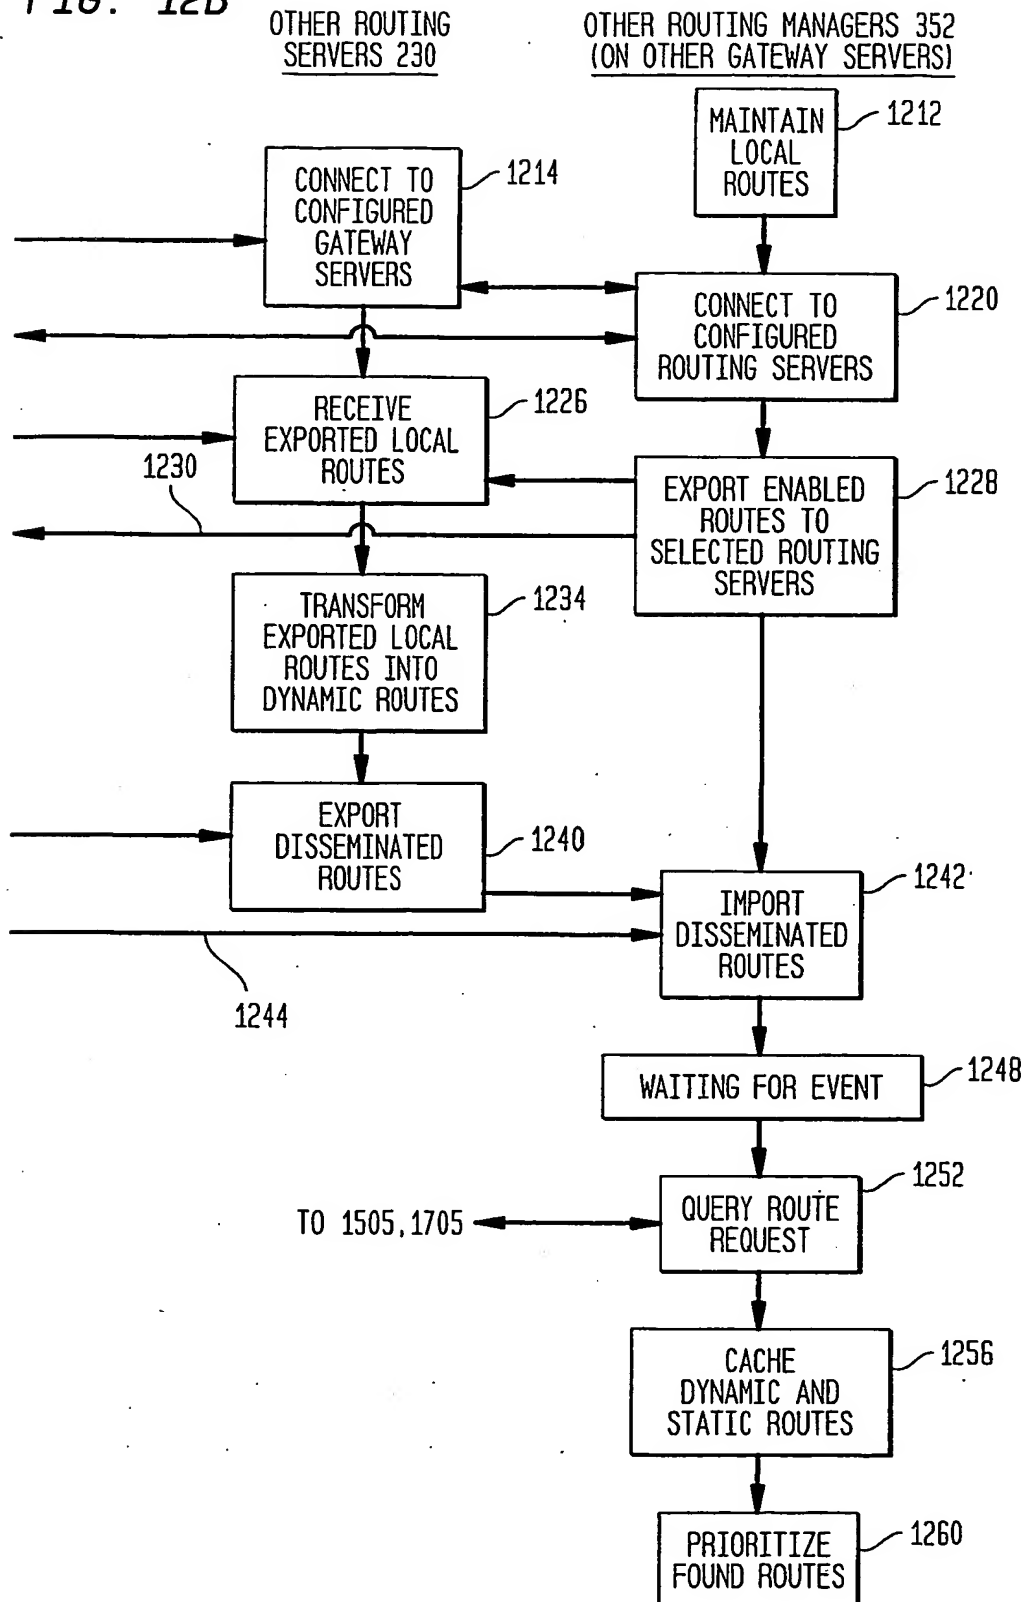 FIG. 12B
OTHER ROUTING
SERVERS 230
OTHER ROUTING MANAGERS 352
(ON OTHER GATEWAY SERVERS)
MAINTAIN
LOCAL
ROUTES
1212
CONNECT TO
CONFIGURED
GATEWAY
SERVERS
1214
CONNECT TO
CONFIGURED
ROUTING SERVERS
1220
RECEIVE
EXPORTED LOCAL
ROUTES
1226
1230
EXPORT ENABLED
ROUTES TO
SELECTED ROUTING
SERVERS
1228
TRANSFORM
EXPORTED LOCAL
ROUTES INTO
DYNAMIC ROUTES
1234
EXPORT
DISSEMINATED
ROUTES
1240
IMPORT
DISSEMINATED
ROUTES
1242
1244
WAITING FOR EVENT
1248
TO 1505,1705
QUERY ROUTE
REQUEST
1252
CACHE
DYNAMIC AND
STATIC ROUTES
1256
PRIORITIZE
FOUND ROUTES
1260